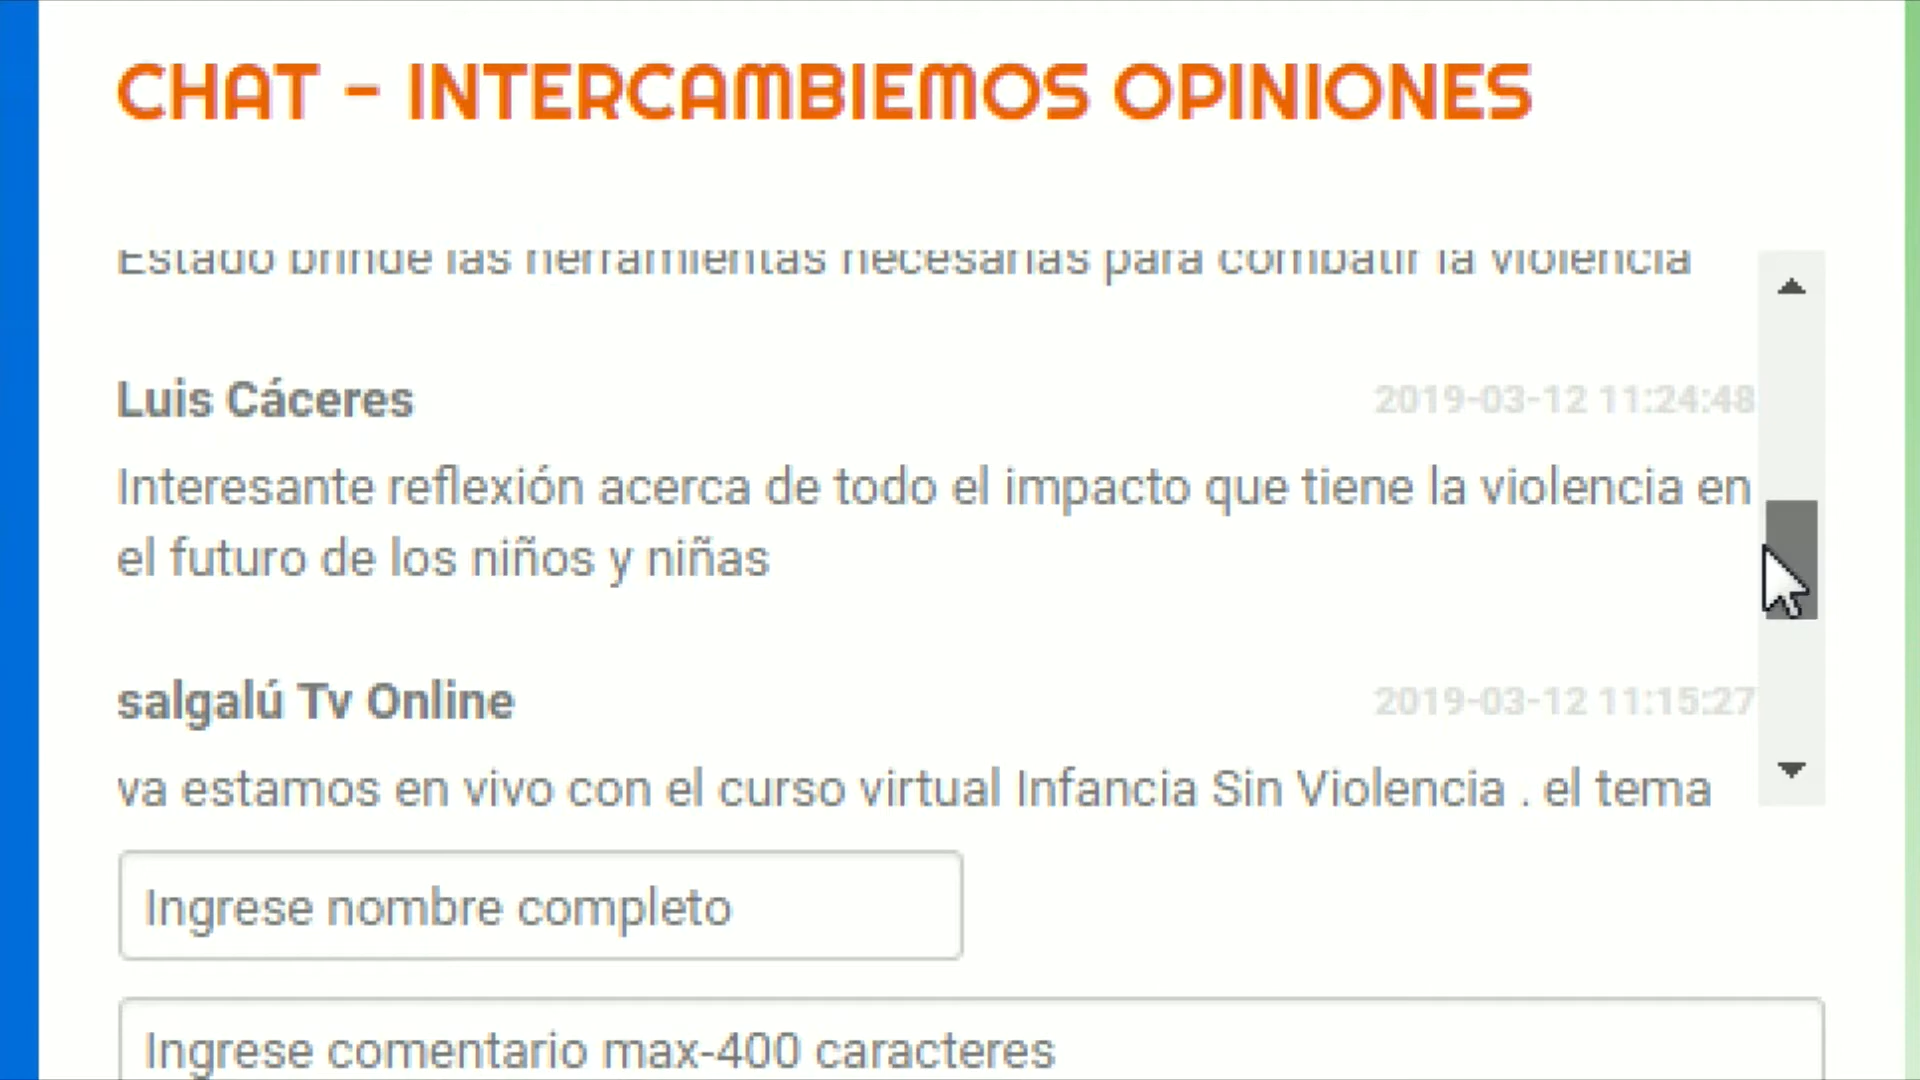 CHAT - INTERCAMBIEMOS OPINIONES
Estado brinde las herramientas necesarias para combatir la violencia
Luis Cáceres 2019-03-12 11:24:48
Interesante reflexión acerca de todo el impacto que tiene la violencia en
el futuro de los niños y niñas
salgalú Tv Online 2019-03-12 11:15:27
ya estamos en vivo con el curso virtual Infancia Sin Violencia . el tema
Ingrese nombre completo
Ingrese comentario max-400 caracteres